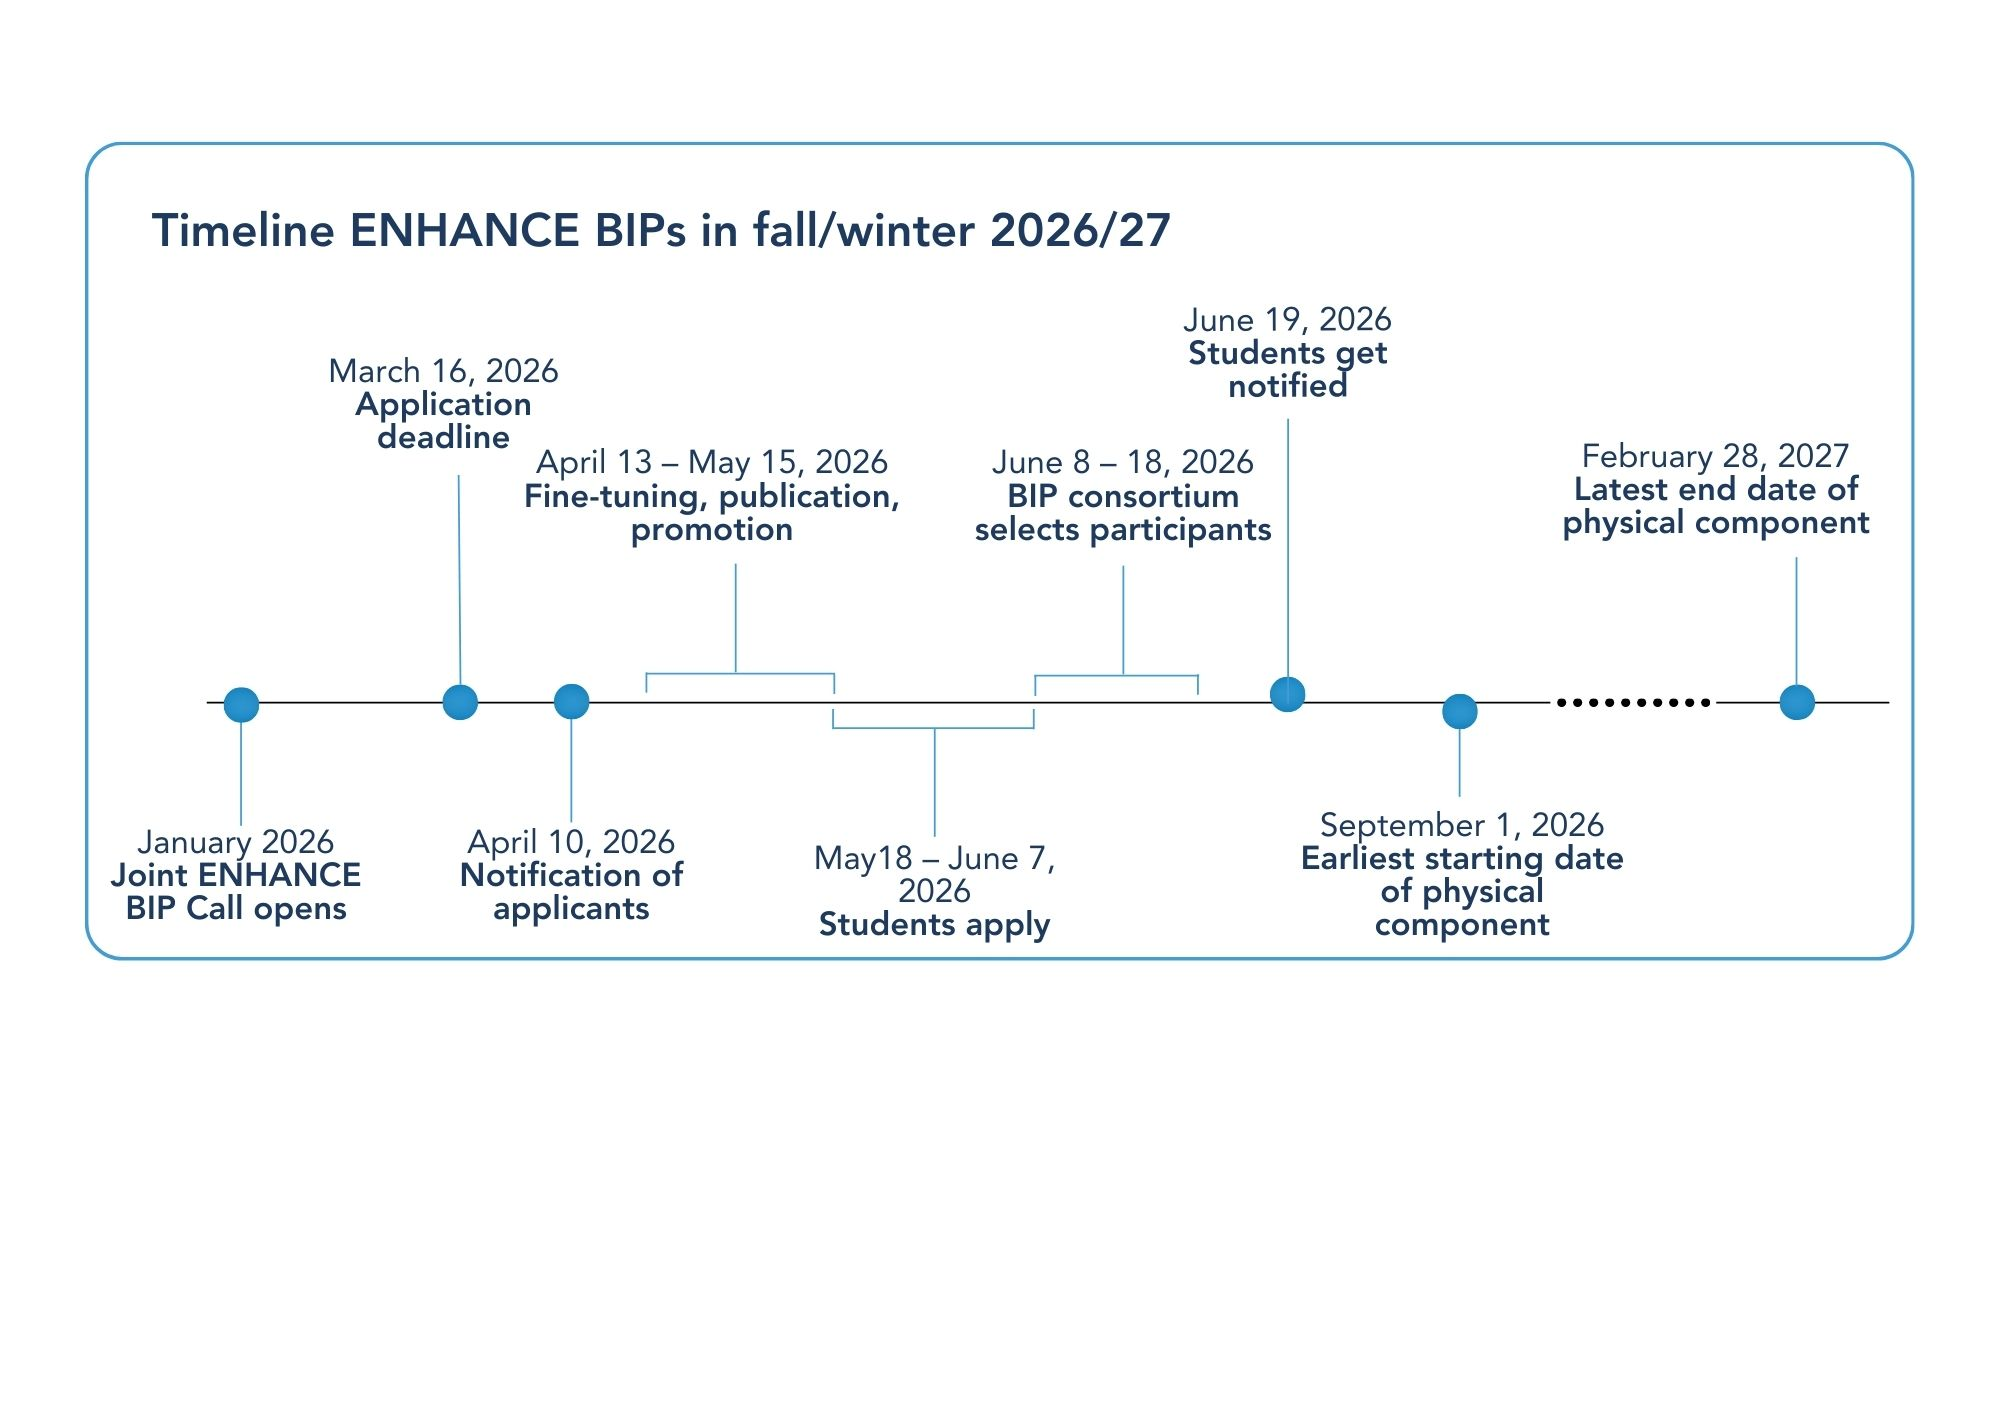 Timeline ENHANCE BIPs in fall/winter 2026/27
June 19, 2026
Students get
notified
March 16, 2026
Application
deadline
April 13 – May 15, 2026
Fine-tuning, publication,
promotion
June 8 – 18, 2026
BIP consortium
selects participants
February 28, 2027
Latest end date of
physical component
January 2026
Joint ENHANCE
BIP Call opens
April 10, 2026
Notification of
applicants
May18 – June 7,
2026
Students apply
September 1, 2026
Earliest starting date
of physical
component